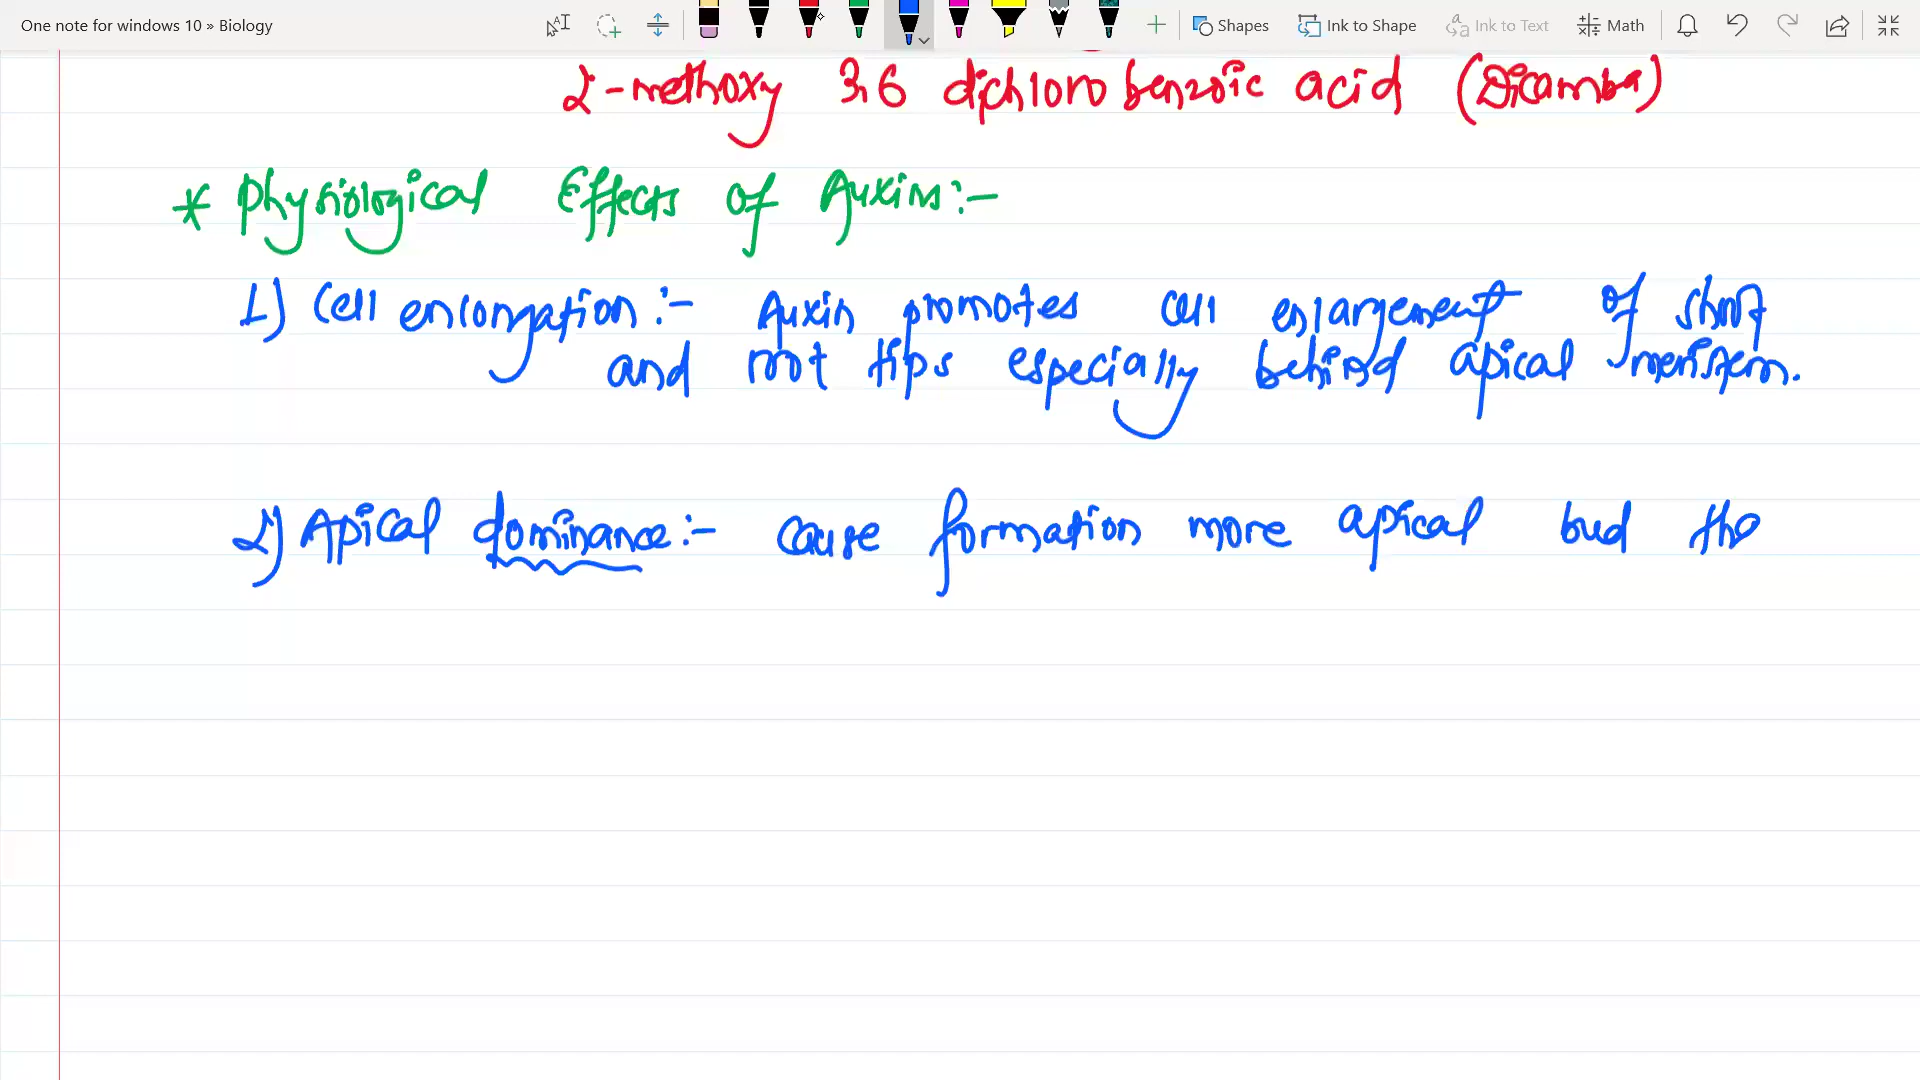 One note for windows 10 » Biology
Shapes Ink to Shape Ink to Text Math
2-methoxy 3,6 dichloro benzoic acid (Dicamba)
* Physiological Effects of Auxins:-
1) Cell enlongation:- Auxin promotes cell enlargement of shoot
and root tips especially behind apical meristem.
2) Apical dominance:- cause formation more apical bud tha